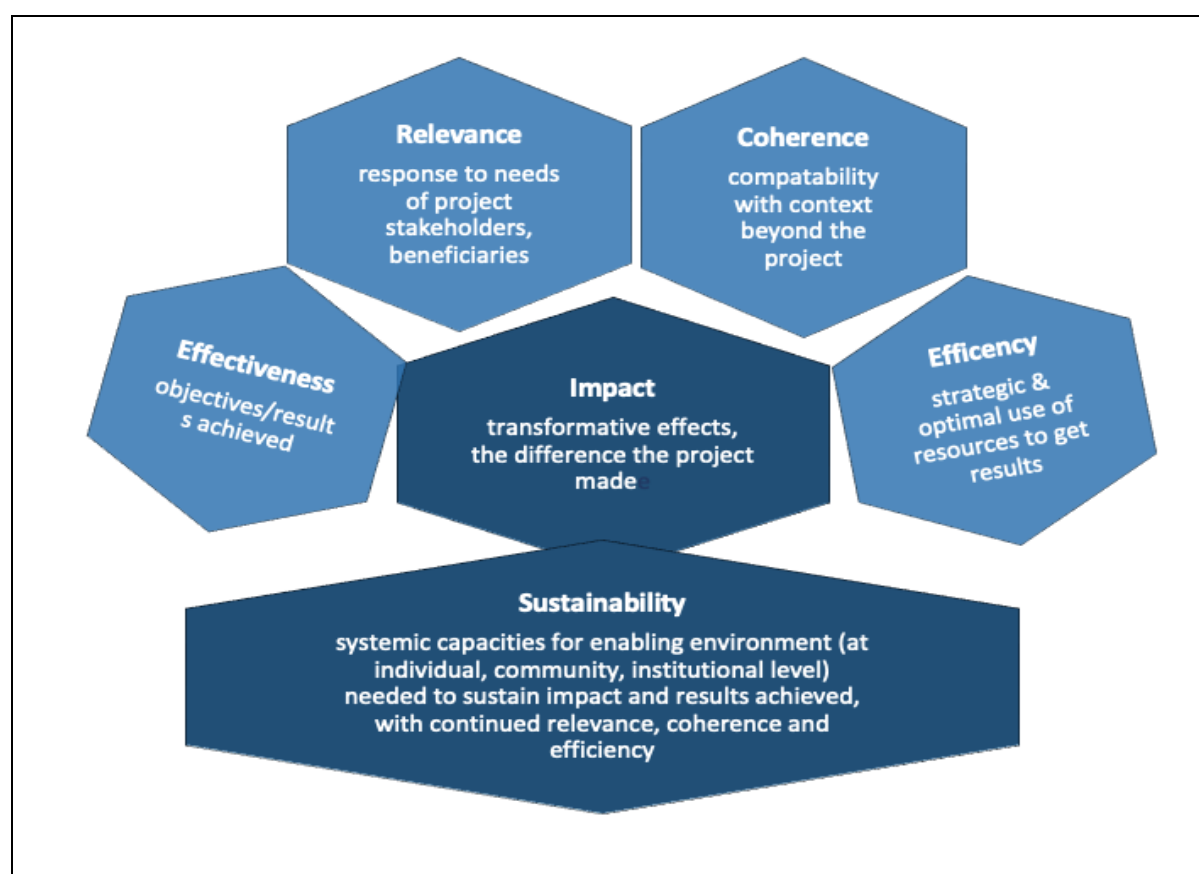 Relevance
response to needs
of project
stakeholders,
beneficiaries
Coherence
compatability
with context
beyond the
project
Effectiveness
objectives/result
s achieved
Impact
transformative effects,
the difference the project
madee
Efficency
strategic &
optimal use of
resources to get
results
Sustainability
systemic capacities for enabling environment (at
individual, community, institutional level)
needed to sustain impact and results achieved,
with continued relevance, coherence and
efficiency